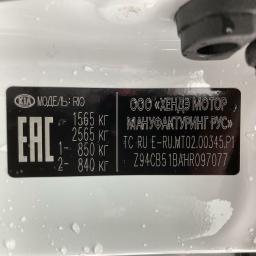 KIA МОДЕЛЬ: RIO
ЕАС
1565 КГ
2565 КГ
1- 850 КГ
2- 840 КГ
ООО «ХЕНДЭ МОТОР
МАНУФАКТУРИНГ РУС»
ТС RU E-RU.MT02.00345.P1
Z94CB51BAHR097077